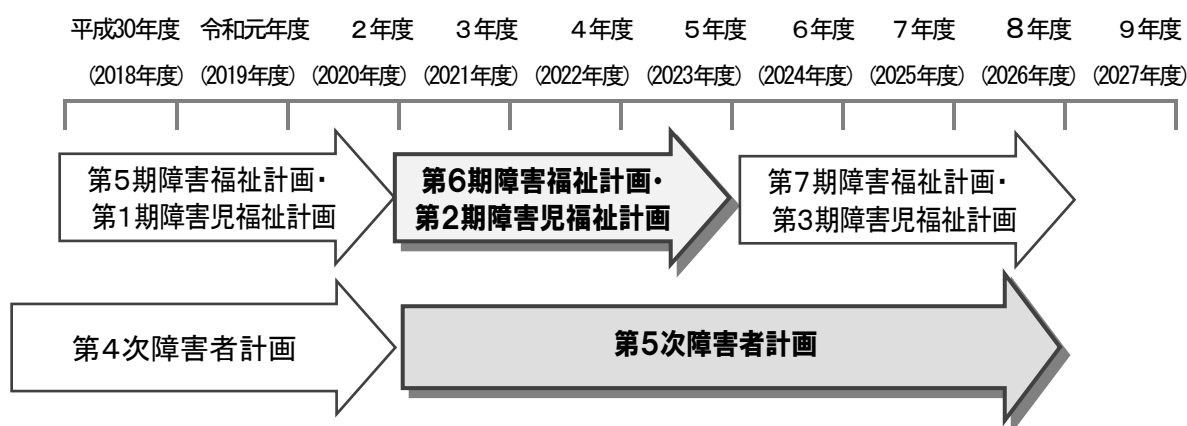 平成30年度 令和元年度 2年度 3年度 4年度 5年度 6年度 7年度 8年度 9年度
(2018年度) (2019年度) (2020年度) (2021年度) (2022年度) (2023年度) (2024年度) (2025年度) (2026年度) (2027年度)
第5期障害福祉計画・
第1期障害児福祉計画
第6期障害福祉計画・
第2期障害児福祉計画
第7期障害福祉計画・
第3期障害児福祉計画
第4次障害者計画
第5次障害者計画